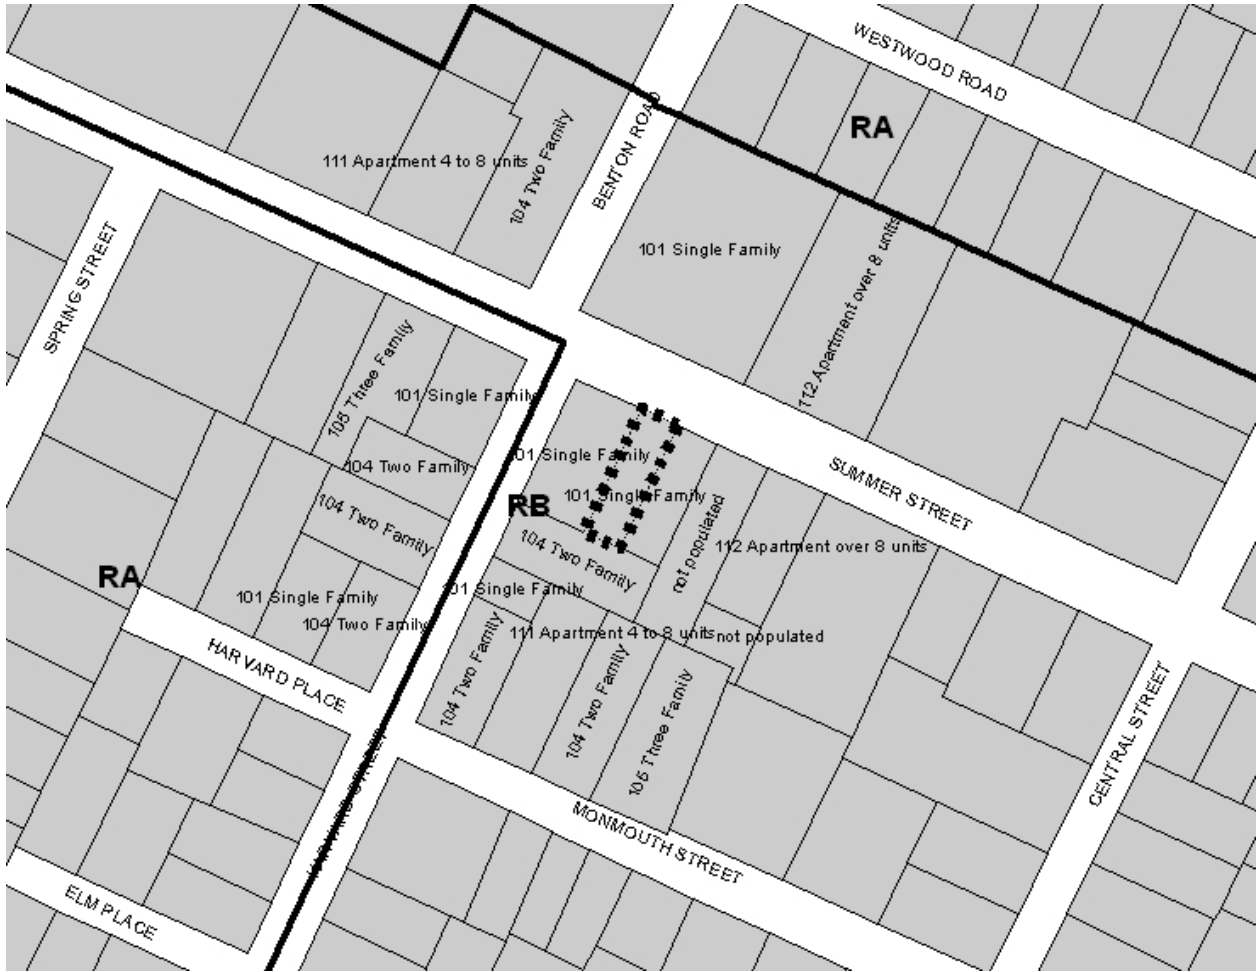 WESTWOOD ROAD
RA
BENTON ROAD
111 Apartment 4 to 8 units
104 Two Family
101 Single Family
112 Apartment over 8 units
SPRING STREET
105 Three Family
101 Single Family
104 Two Family
104 Two Family
101 Single Family
101 Single Family
RB
SUMMER STREET
not populated
112 Apartment over 8 units
104 Two Family
RA
101 Single Family
104 Two Family
101 Single Family
111 Apartment 4 to 8 units
not populated
104 Two Family
104 Two Family
105 Three Family
HARVARD PLACE
HARVARD STREET
CENTRAL STREET
MONMOUTH STREET
ELM PLACE